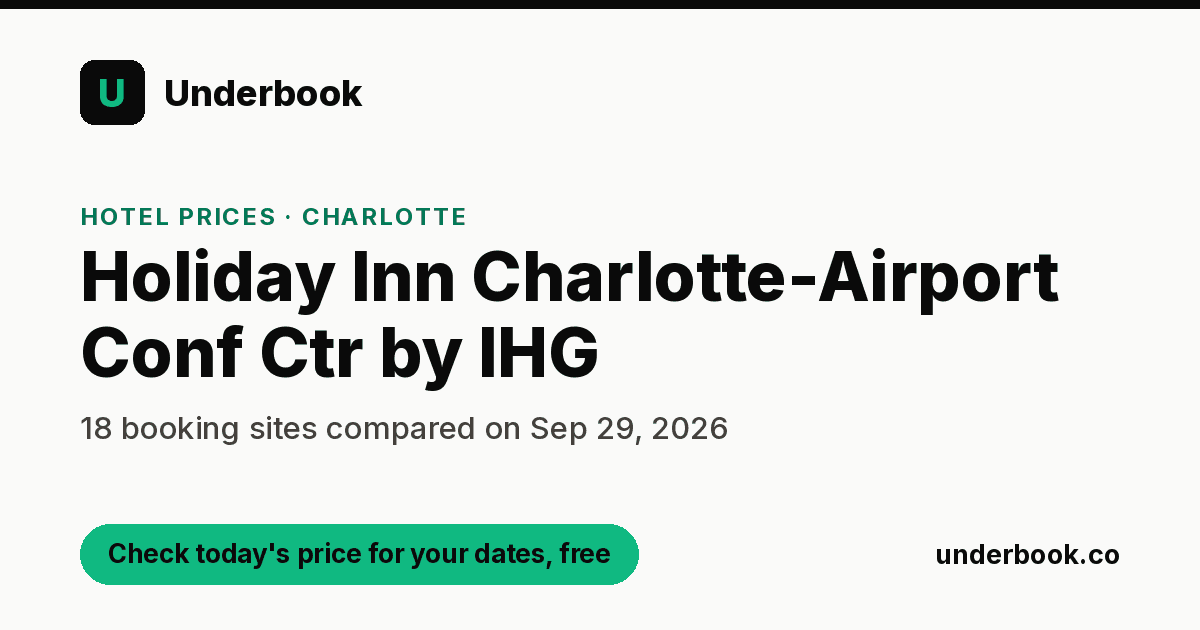 U
Underbook
HOTEL PRICES · CHARLOTTE
Holiday Inn Charlotte-Airport
Conf Ctr by IHG
18 booking sites compared on Sep 29, 2026
Check today's price for your dates, free
underbook.co